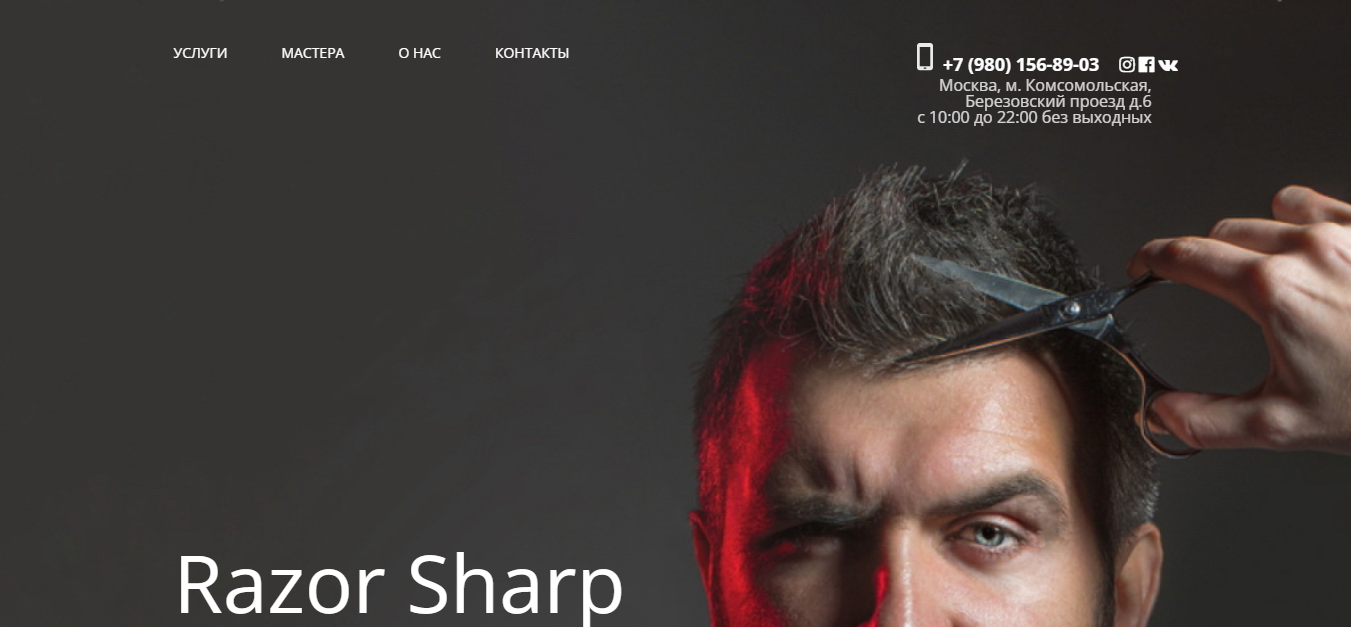 УСЛУГИ МАСТЕРА О НАС КОНТАКТЫ
+7 (980) 156-89-03
Москва, м. Комсомольская,
Березовский проезд д.6
с 10:00 до 22:00 без выходных
Razor Sharp